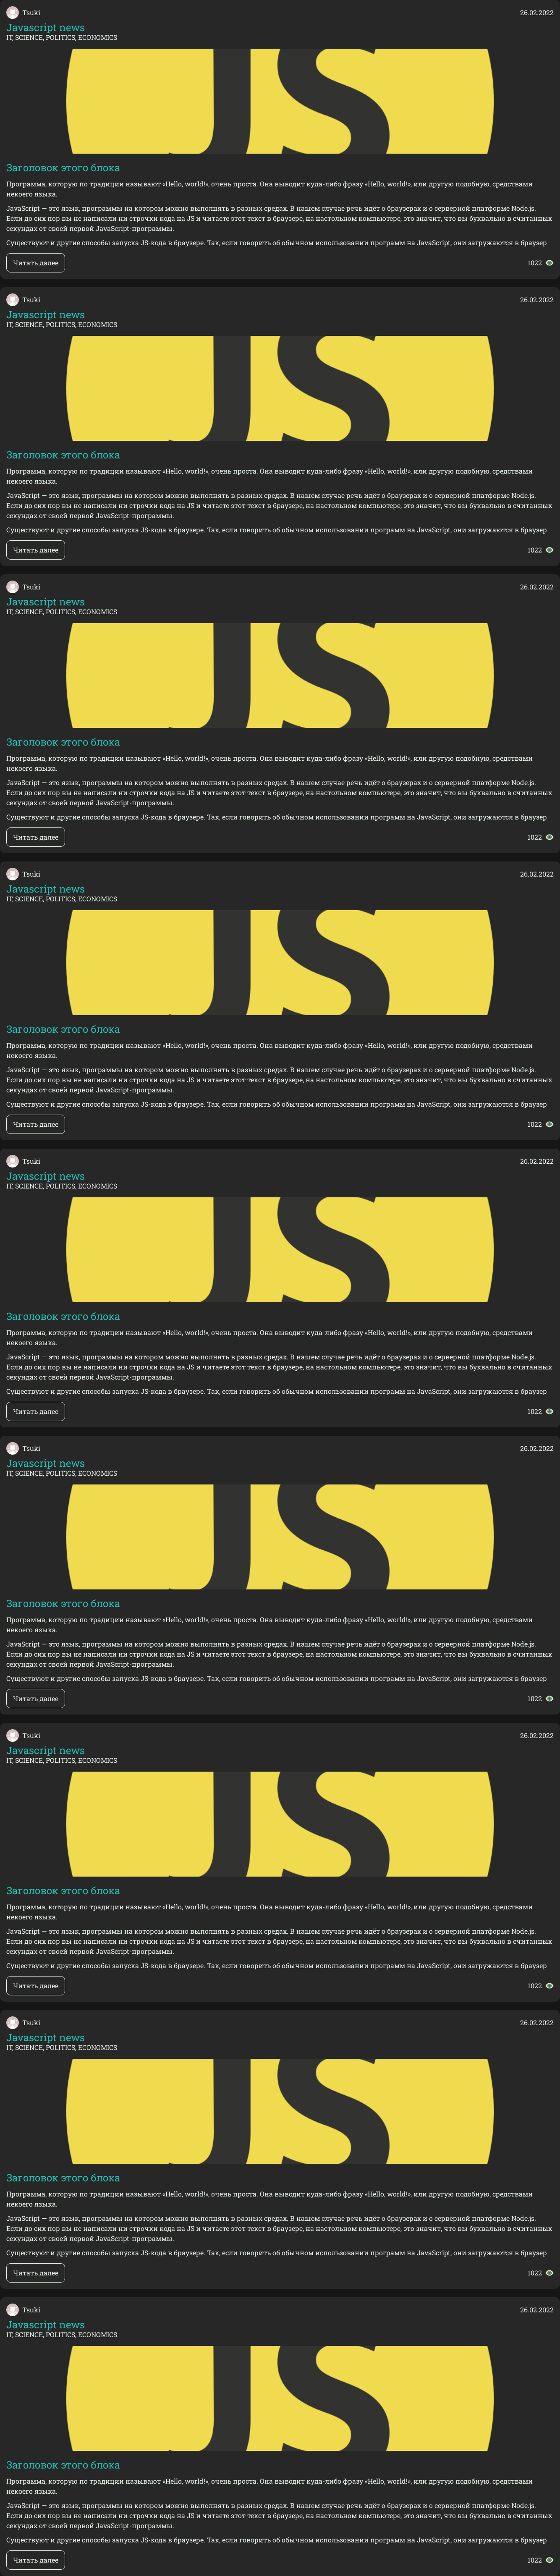 Tsuki 26.02.2022
Javascript news
IT, SCIENCE, POLITICS, ECONOMICS
JS
Заголовок этого блока
Программа, которую по традиции называют «Hello, world!», очень проста. Она выводит куда-либо фразу «Hello, world!», или другую подобную, средствами
некоего языка.
JavaScript — это язык, программы на котором можно выполнять в разных средах. В нашем случае речь идёт о браузерах и о серверной платформе Node.js.
Если до сих пор вы не написали ни строчки кода на JS и читаете этот текст в браузере, на настольном компьютере, это значит, что вы буквально в считанных
секундах от своей первой JavaScript-программы.
Существуют и другие способы запуска JS-кода в браузере. Так, если говорить об обычном использовании программ на JavaScript, они загружаются в браузер
Читать далее 1022
Tsuki 26.02.2022
Javascript news
IT, SCIENCE, POLITICS, ECONOMICS
JS
Заголовок этого блока
Программа, которую по традиции называют «Hello, world!», очень проста. Она выводит куда-либо фразу «Hello, world!», или другую подобную, средствами
некоего языка.
JavaScript — это язык, программы на котором можно выполнять в разных средах. В нашем случае речь идёт о браузерах и о серверной платформе Node.js.
Если до сих пор вы не написали ни строчки кода на JS и читаете этот текст в браузере, на настольном компьютере, это значит, что вы буквально в считанных
секундах от своей первой JavaScript-программы.
Существуют и другие способы запуска JS-кода в браузере. Так, если говорить об обычном использовании программ на JavaScript, они загружаются в браузер
Читать далее 1022
Tsuki 26.02.2022
Javascript news
IT, SCIENCE, POLITICS, ECONOMICS
JS
Заголовок этого блока
Программа, которую по традиции называют «Hello, world!», очень проста. Она выводит куда-либо фразу «Hello, world!», или другую подобную, средствами
некоего языка.
JavaScript — это язык, программы на котором можно выполнять в разных средах. В нашем случае речь идёт о браузерах и о серверной платформе Node.js.
Если до сих пор вы не написали ни строчки кода на JS и читаете этот текст в браузере, на настольном компьютере, это значит, что вы буквально в считанных
секундах от своей первой JavaScript-программы.
Существуют и другие способы запуска JS-кода в браузере. Так, если говорить об обычном использовании программ на JavaScript, они загружаются в браузер
Читать далее 1022
Tsuki 26.02.2022
Javascript news
IT, SCIENCE, POLITICS, ECONOMICS
JS
Заголовок этого блока
Программа, которую по традиции называют «Hello, world!», очень проста. Она выводит куда-либо фразу «Hello, world!», или другую подобную, средствами
некоего языка.
JavaScript — это язык, программы на котором можно выполнять в разных средах. В нашем случае речь идёт о браузерах и о серверной платформе Node.js.
Если до сих пор вы не написали ни строчки кода на JS и читаете этот текст в браузере, на настольном компьютере, это значит, что вы буквально в считанных
секундах от своей первой JavaScript-программы.
Существуют и другие способы запуска JS-кода в браузере. Так, если говорить об обычном использовании программ на JavaScript, они загружаются в браузер
Читать далее 1022
Tsuki 26.02.2022
Javascript news
IT, SCIENCE, POLITICS, ECONOMICS
JS
Заголовок этого блока
Программа, которую по традиции называют «Hello, world!», очень проста. Она выводит куда-либо фразу «Hello, world!», или другую подобную, средствами
некоего языка.
JavaScript — это язык, программы на котором можно выполнять в разных средах. В нашем случае речь идёт о браузерах и о серверной платформе Node.js.
Если до сих пор вы не написали ни строчки кода на JS и читаете этот текст в браузере, на настольном компьютере, это значит, что вы буквально в считанных
секундах от своей первой JavaScript-программы.
Существуют и другие способы запуска JS-кода в браузере. Так, если говорить об обычном использовании программ на JavaScript, они загружаются в браузер
Читать далее 1022
Tsuki 26.02.2022
Javascript news
IT, SCIENCE, POLITICS, ECONOMICS
JS
Заголовок этого блока
Программа, которую по традиции называют «Hello, world!», очень проста. Она выводит куда-либо фразу «Hello, world!», или другую подобную, средствами
некоего языка.
JavaScript — это язык, программы на котором можно выполнять в разных средах. В нашем случае речь идёт о браузерах и о серверной платформе Node.js.
Если до сих пор вы не написали ни строчки кода на JS и читаете этот текст в браузере, на настольном компьютере, это значит, что вы буквально в считанных
секундах от своей первой JavaScript-программы.
Существуют и другие способы запуска JS-кода в браузере. Так, если говорить об обычном использовании программ на JavaScript, они загружаются в браузер
Читать далее 1022
Tsuki 26.02.2022
Javascript news
IT, SCIENCE, POLITICS, ECONOMICS
JS
Заголовок этого блока
Программа, которую по традиции называют «Hello, world!», очень проста. Она выводит куда-либо фразу «Hello, world!», или другую подобную, средствами
некоего языка.
JavaScript — это язык, программы на котором можно выполнять в разных средах. В нашем случае речь идёт о браузерах и о серверной платформе Node.js.
Если до сих пор вы не написали ни строчки кода на JS и читаете этот текст в браузере, на настольном компьютере, это значит, что вы буквально в считанных
секундах от своей первой JavaScript-программы.
Существуют и другие способы запуска JS-кода в браузере. Так, если говорить об обычном использовании программ на JavaScript, они загружаются в браузер
Читать далее 1022
Tsuki 26.02.2022
Javascript news
IT, SCIENCE, POLITICS, ECONOMICS
JS
Заголовок этого блока
Программа, которую по традиции называют «Hello, world!», очень проста. Она выводит куда-либо фразу «Hello, world!», или другую подобную, средствами
некоего языка.
JavaScript — это язык, программы на котором можно выполнять в разных средах. В нашем случае речь идёт о браузерах и о серверной платформе Node.js.
Если до сих пор вы не написали ни строчки кода на JS и читаете этот текст в браузере, на настольном компьютере, это значит, что вы буквально в считанных
секундах от своей первой JavaScript-программы.
Существуют и другие способы запуска JS-кода в браузере. Так, если говорить об обычном использовании программ на JavaScript, они загружаются в браузер
Читать далее 1022
Tsuki 26.02.2022
Javascript news
IT, SCIENCE, POLITICS, ECONOMICS
JS
Заголовок этого блока
Программа, которую по традиции называют «Hello, world!», очень проста. Она выводит куда-либо фразу «Hello, world!», или другую подобную, средствами
некоего языка.
JavaScript — это язык, программы на котором можно выполнять в разных средах. В нашем случае речь идёт о браузерах и о серверной платформе Node.js.
Если до сих пор вы не написали ни строчки кода на JS и читаете этот текст в браузере, на настольном компьютере, это значит, что вы буквально в считанных
секундах от своей первой JavaScript-программы.
Существуют и другие способы запуска JS-кода в браузере. Так, если говорить об обычном использовании программ на JavaScript, они загружаются в браузер
Читать далее 1022